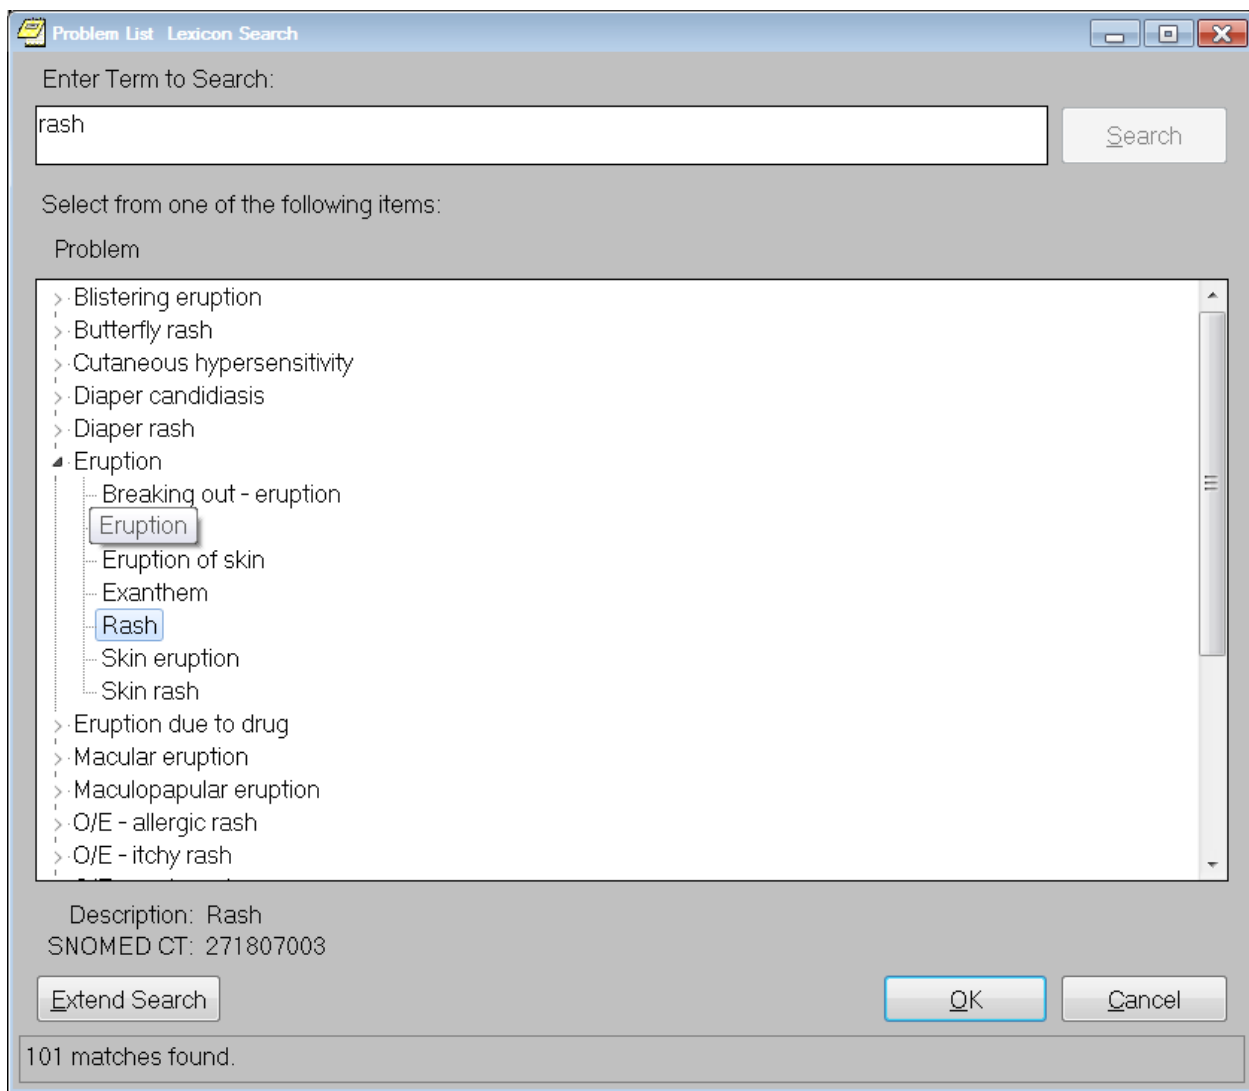 Problem List Lexicon Search
Enter Term to Search:
rash
Search
Select from one of the following items:
Problem
Blistering eruption
Butterfly rash
Cutaneous hypersensitivity
Diaper candidiasis
Diaper rash
Eruption
Breaking out - eruption
Eruption
Eruption of skin
Exanthem
Rash
Skin eruption
Skin rash
Eruption due to drug
Macular eruption
Maculopapular eruption
O/E - allergic rash
O/E - itchy rash
Description: Rash
SNOMED CT: 271807003
Extend Search
OK
Cancel
101 matches found.